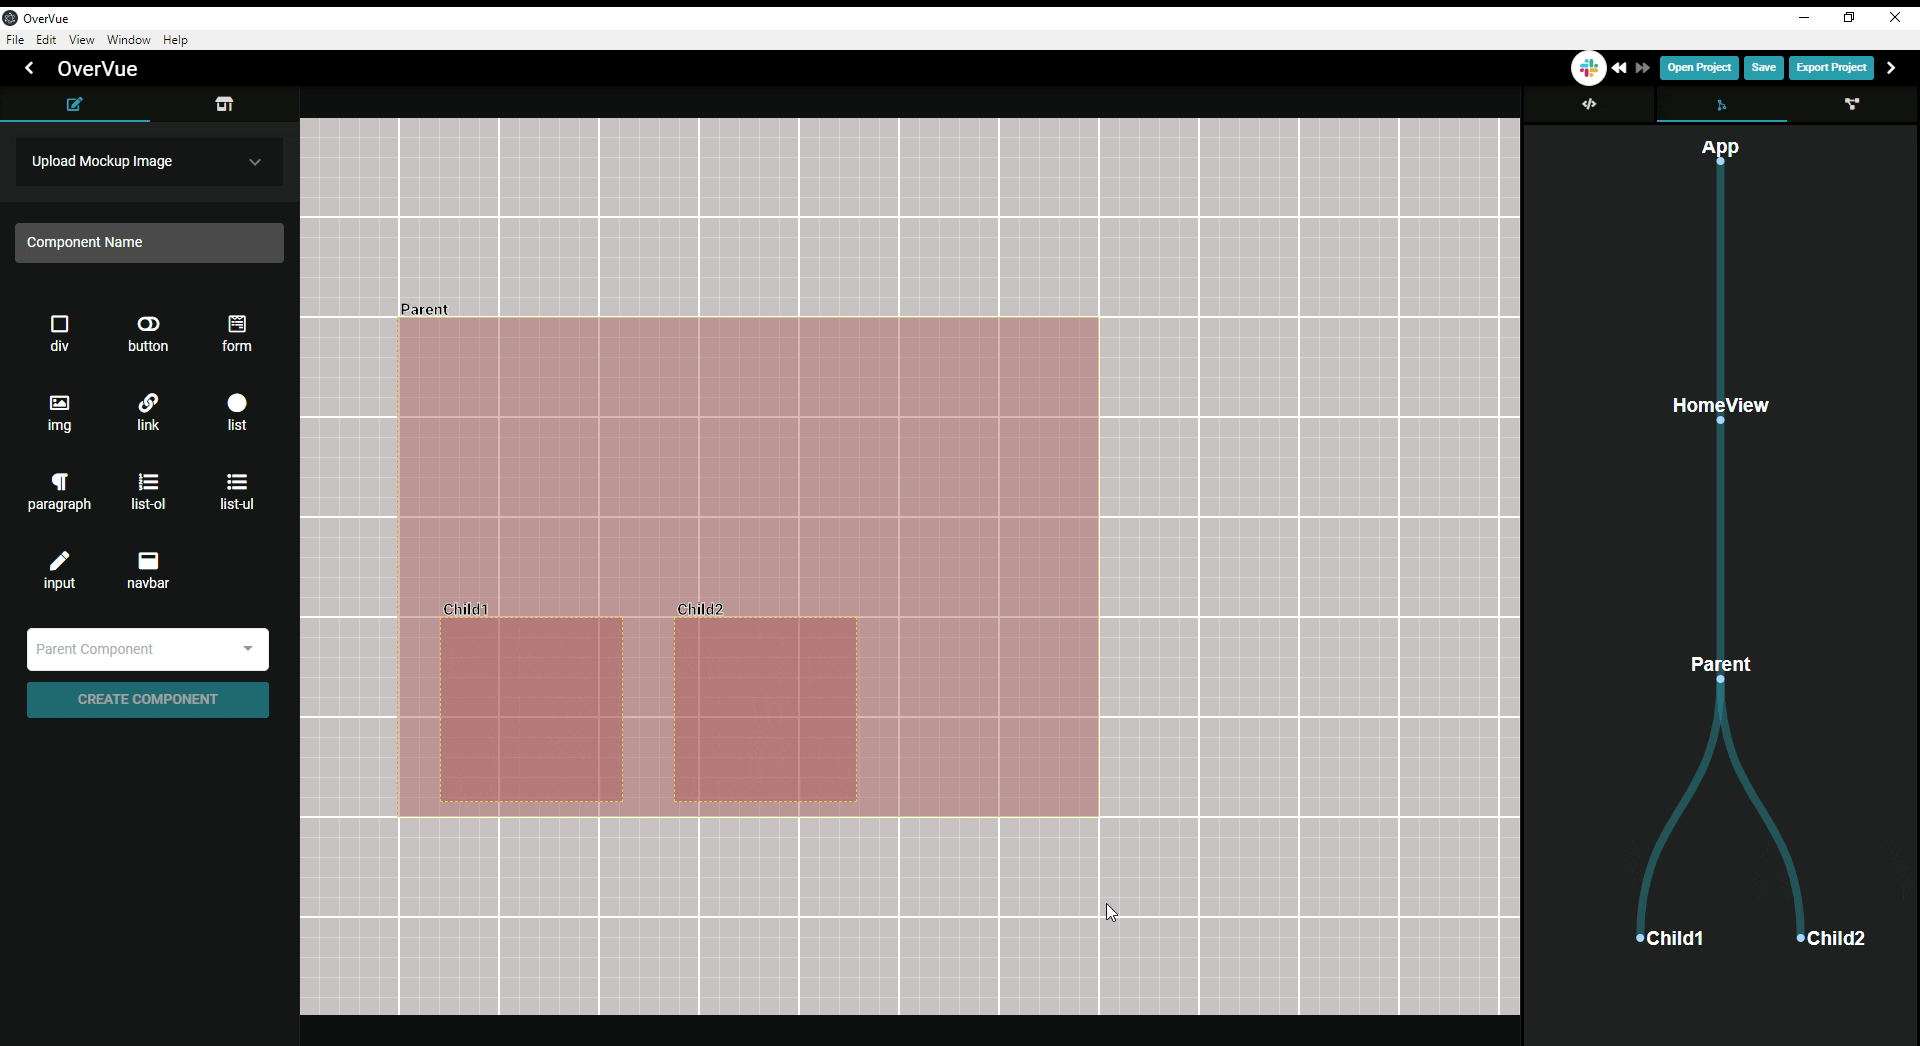 OverVue
File Edit View Window Help
OverVue
Open Project Save Export Project
Upload Mockup Image
Component Name
div button form
img link list
paragraph list-ol list-ul
input navbar
Parent Component
CREATE COMPONENT
Parent
Child1 Child2
App
HomeView
Parent
Child1 Child2